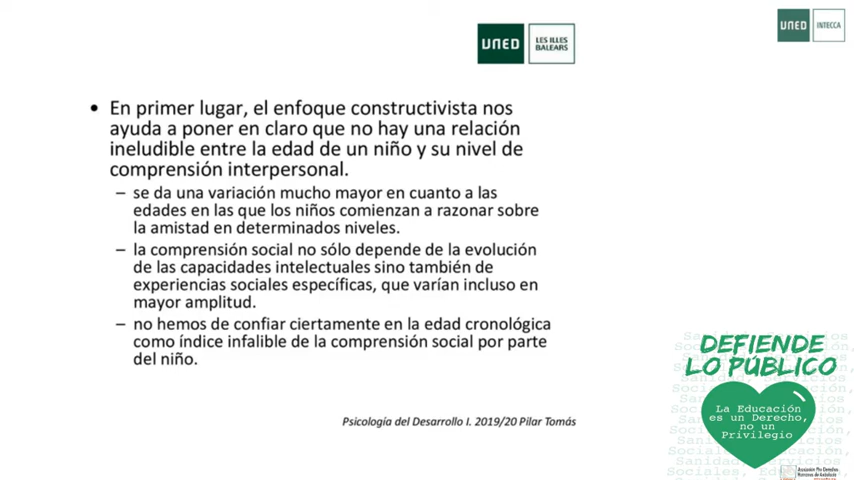 UNED
LES ILLES
BALEARS
UNED
INTECCA
• En primer lugar, el enfoque constructivista nos
ayuda a poner en claro que no hay una relación
ineludible entre la edad de un niño y su nivel de
comprensión interpersonal.
– se da una variación mucho mayor en cuanto a las
edades en las que los niños comienzan a razonar sobre
la amistad en determinados niveles.
– la comprensión social no sólo depende de la evolución
de las capacidades intelectuales sino también de
experiencias sociales específicas, que varían incluso en
mayor amplitud.
– no hemos de confiar ciertamente en la edad cronológica
como índice infalible de la comprensión social por parte
del niño.
Psicología del Desarrollo I. 2019/20 Pilar Tomás
DEFIENDE
LO PÚBLICO
La Educación
es un Derecho,
no un
Privilegio